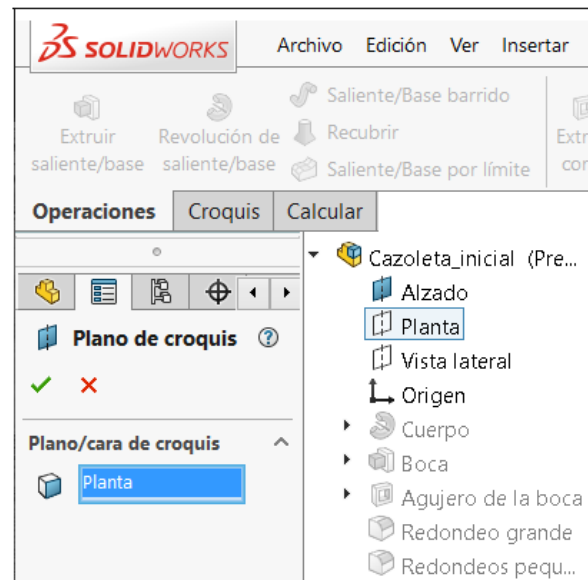 SOLIDWORKS Archivo Edición Ver Insertar
Extruir saliente/base
Revolución de saliente/base
Saliente/Base barrido
Recubrir
Saliente/Base por límite
Operaciones Croquis Calcular
Plano de croquis
Plano/cara de croquis
Planta
Cazoleta_inicial (Pre...
Alzado
Planta
Vista lateral
Origen
Cuerpo
Boca
Agujero de la boca
Redondeo grande
Redondeos pequ...